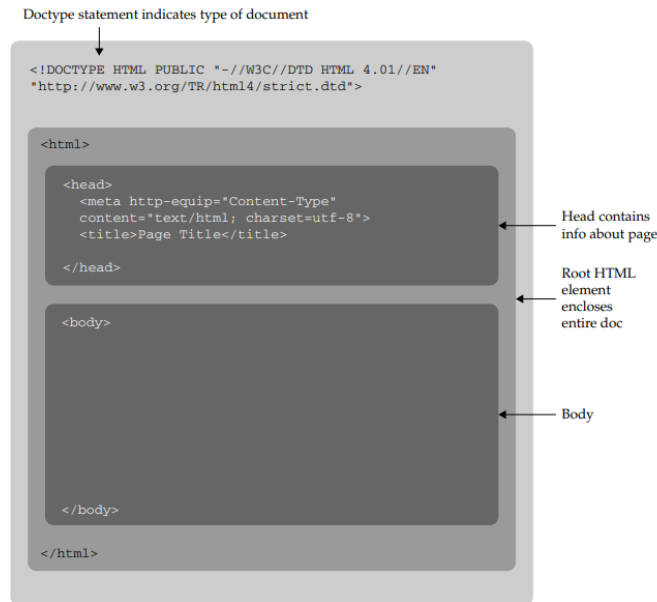 Doctype statement indicates type of document
<!DOCTYPE HTML PUBLIC "-//W3C//DTD HTML 4.01//EN"
"http://www.w3.org/TR/html4/strict.dtd">
<html>
<head>
<meta http-equip="Content-Type"
content="text/html; charset=utf-8">
<title>Page Title</title>
</head>
Head contains
info about page
Root HTML
element
encloses
entire doc
<body>
Body
</body>
</html>